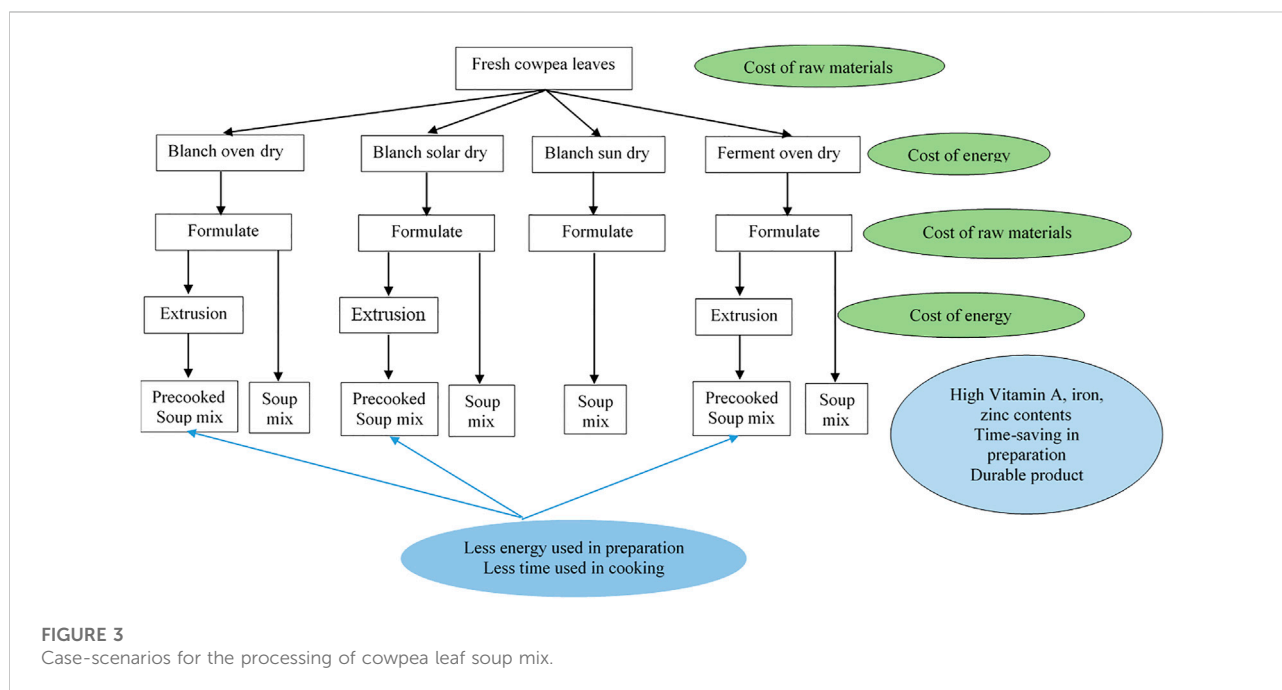 Fresh cowpea leaves
Cost of raw materials
Blanch oven dry
Blanch solar dry
Blanch sun dry
Ferment oven dry
Cost of energy
Formulate
Formulate
Formulate
Formulate
Cost of raw materials
Extrusion
Extrusion
Extrusion
Cost of energy
Precooked
Soup mix
Soup
mix
Precooked
Soup mix
Soup
mix
Soup
mix
Precooked
Soup mix
Soup
mix
High Vitamin A, iron,
zinc contents
Time-saving in
preparation
Durable product
Less energy used in preparation
Less time used in cooking
FIGURE 3
Case-scenarios for the processing of cowpea leaf soup mix.